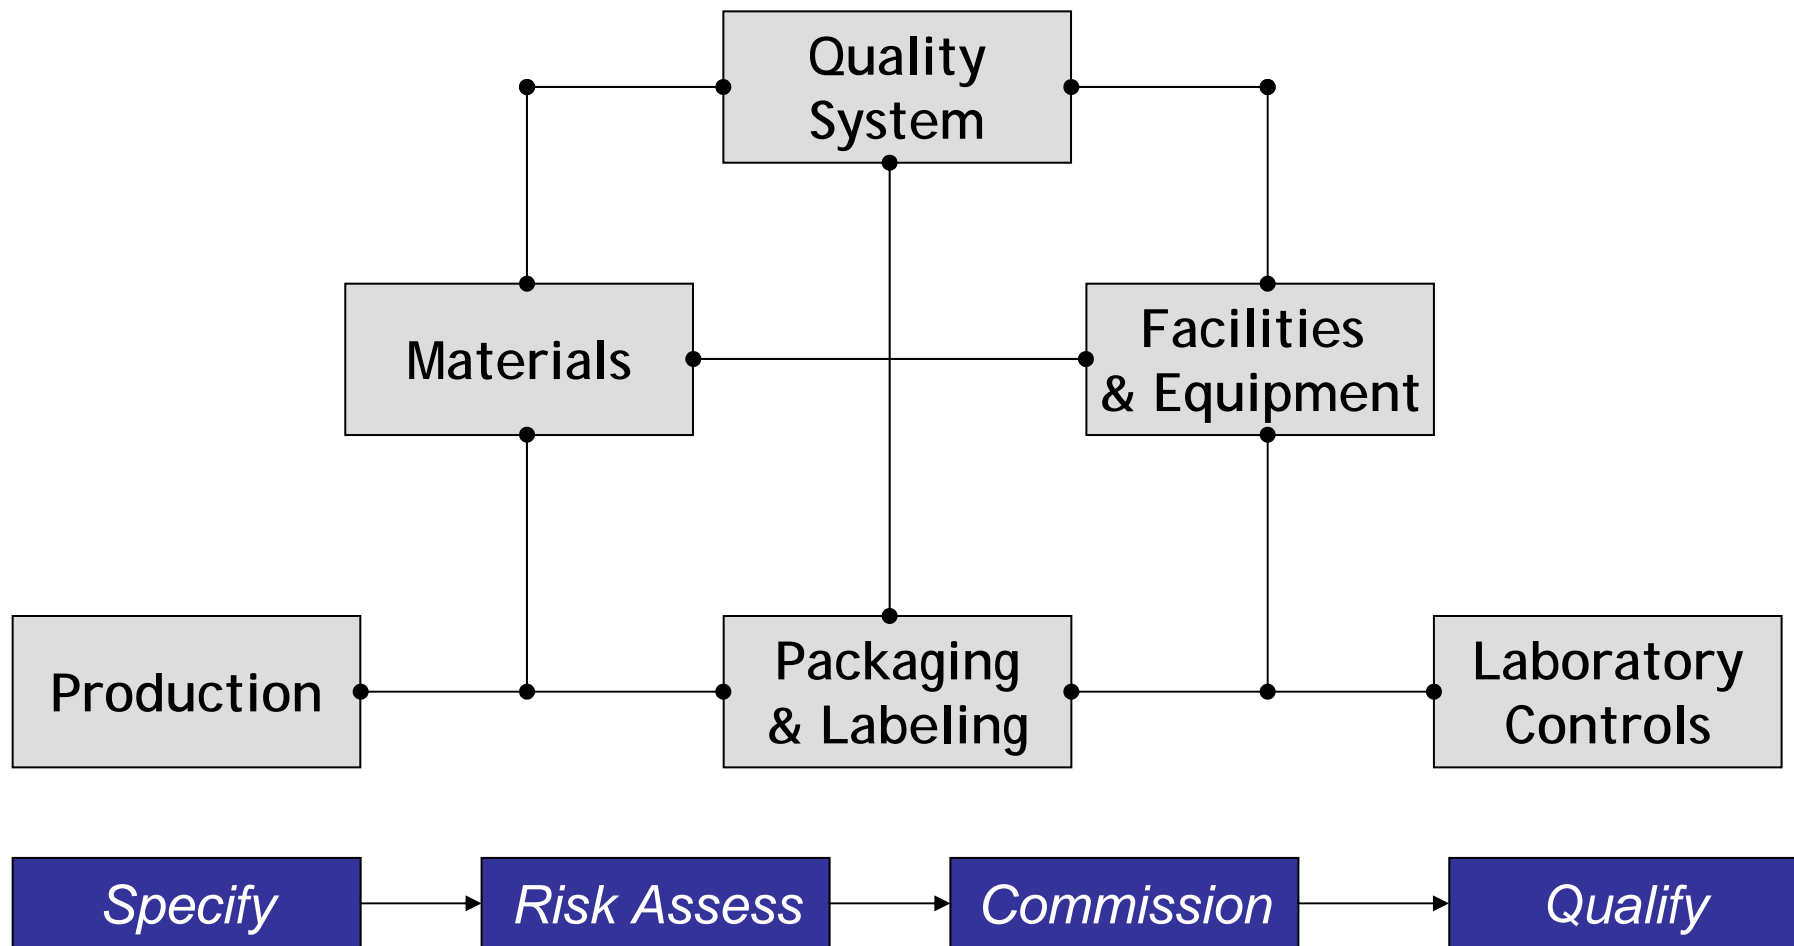 Quality
System
Materials
Facilities
& Equipment
Production
Packaging
& Labeling
Laboratory
Controls
Specify
Risk Assess
Commission
Qualify